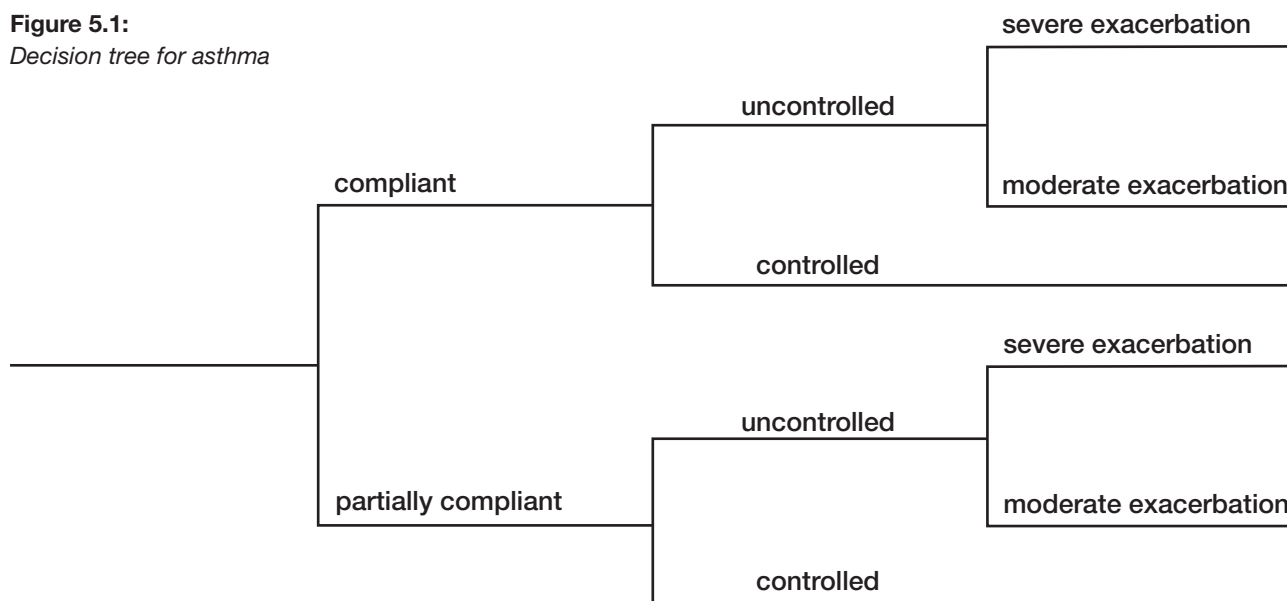 Figure 5.1:
Decision tree for asthma
severe exacerbation
uncontrolled
compliant
moderate exacerbation
controlled
severe exacerbation
uncontrolled
partially compliant
moderate exacerbation
controlled